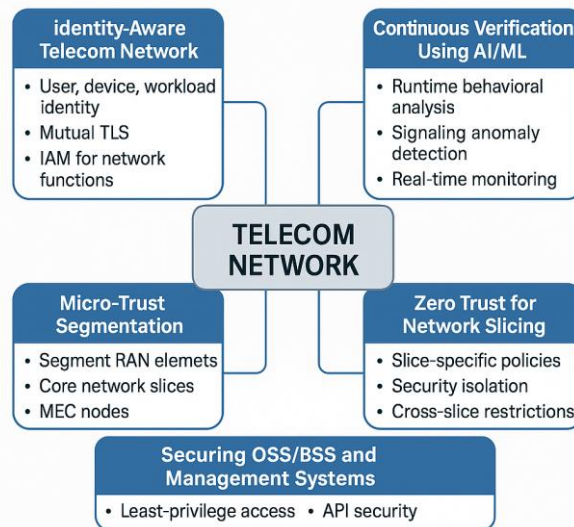 identity-Aware
Telecom Network
• User, device, workload
identity
• Mutual TLS
• IAM for network
functions
Continuous Verification
Using AI/ML
• Runtime behavioral
analysis
• Signaling anomaly
detection
• Real-time monitoring
TELECOM
NETWORK
Micro-Trust
Segmentation
• Segment RAN elemets
• Core network slices
• MEC nodes
Zero Trust for
Network Slicing
• Slice-specific policies
• Security isolation
• Cross-slice restrictions
Securing OSS/BSS and
Management Systems
• Least-privilege access • API security